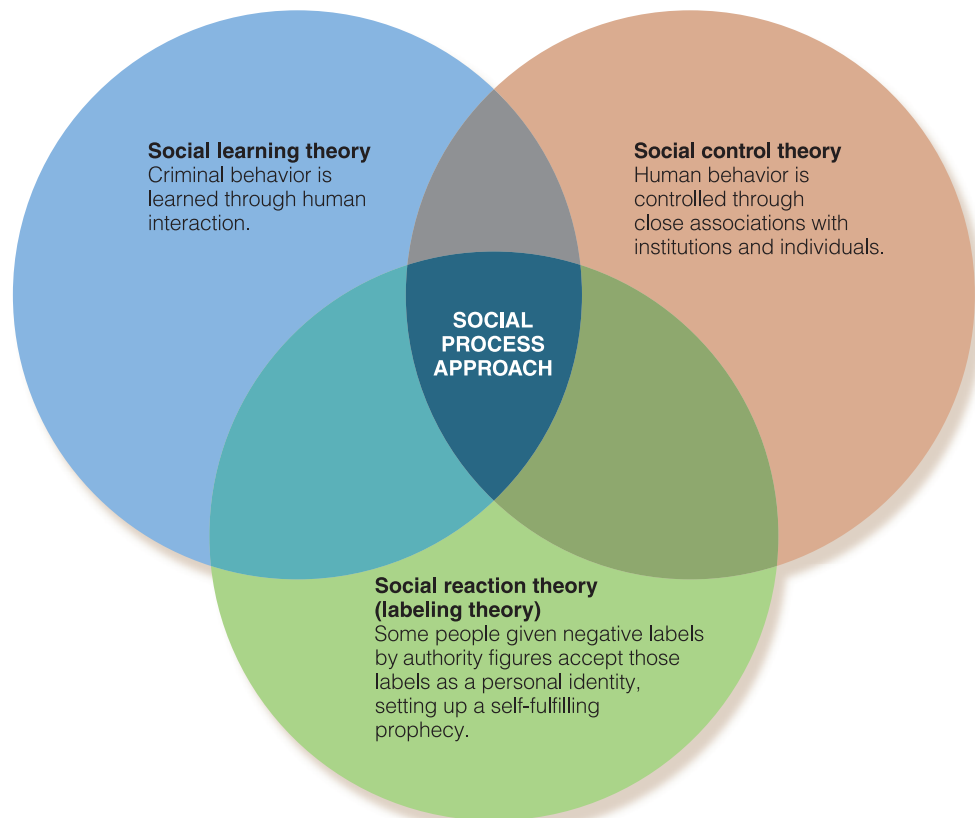 Social learning theory
Criminal behavior is
learned through human
interaction.
Social control theory
Human behavior is
controlled through
close associations with
institutions and individuals.
SOCIAL
PROCESS
APPROACH
Social reaction theory
(labeling theory)
Some people given negative labels
by authority figures accept those
labels as a personal identity,
setting up a self-fulfilling
prophecy.